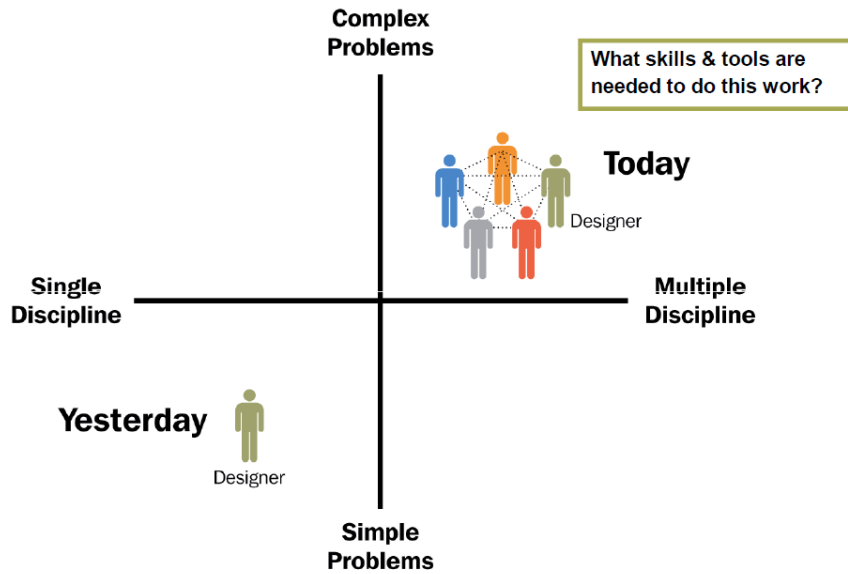 Complex
Problems
What skills & tools are
needed to do this work?
Today
Designer
Single
Discipline
Multiple
Discipline
Yesterday
Designer
Simple
Problems